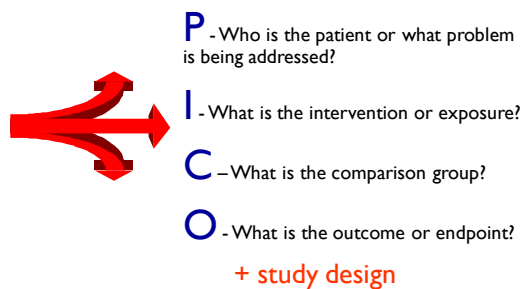 P - Who is the patient or what problem
is being addressed?
I - What is the intervention or exposure?
C – What is the comparison group?
O - What is the outcome or endpoint?
+ study design